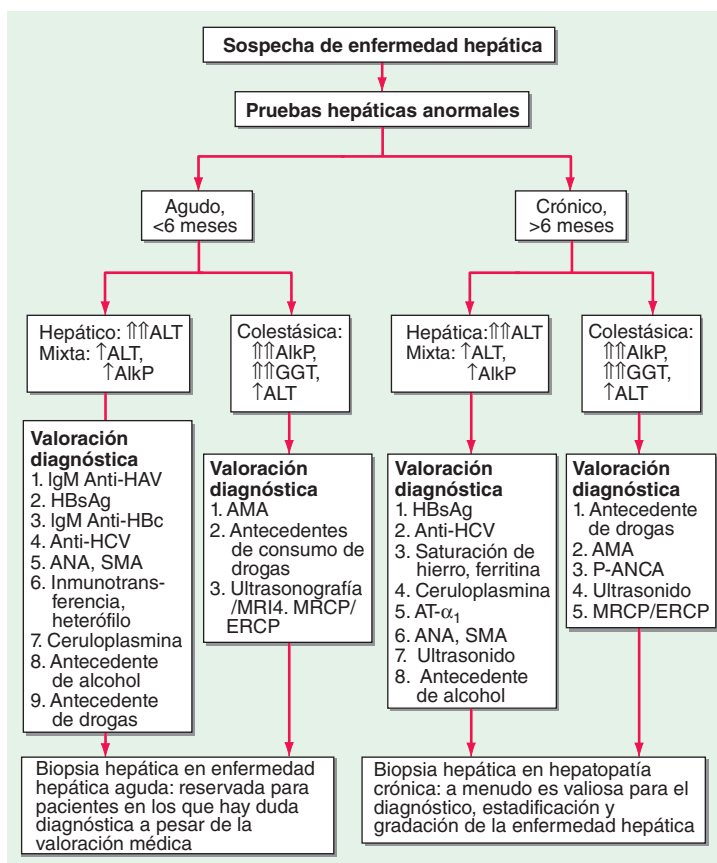 Sospecha de enfermedad hepática
Pruebas hepáticas anormales
Agudo,
<6 meses
Crónico,
>6 meses
Hepático: ⇑⇑ALT
Mixta: ↑ALT,
↑AlkP
Colestásica:
⇑⇑AlkP,
⇑⇑GGT,
↑ALT
Hepática:⇑⇑ALT
Mixta: ↑ALT,
↑AlkP
Colestásica:
⇑⇑AlkP,
⇑⇑GGT,
↑ALT
Valoración
diagnóstica
1. IgM Anti-HAV
2. HBsAg
3. IgM Anti-HBc
4. Anti-HCV
5. ANA, SMA
6. Inmunotrans-
ferencia,
heterófilo
7. Ceruloplasmina
8. Antecedente
de alcohol
9. Antecedente
de drogas
Valoración
diagnóstica
1. AMA
2. Antecedentes
de consumo de
drogas
3. Ultrasonografía
/MRI4. MRCP/
ERCP
Valoración
diagnóstica
1. HBsAg
2. Anti-HCV
3. Saturación de
hierro, ferritina
4. Ceruloplasmina
5. AT-α₁
6. ANA, SMA
7. Ultrasonido
8. Antecedente
de alcohol
Valoración
diagnóstica
1. Antecedente
de drogas
2. AMA
3. P-ANCA
4. Ultrasonido
5. MRCP/ERCP
Biopsia hepática en enfermedad
hepática aguda: reservada para
pacientes en los que hay duda
diagnóstica a pesar de la
valoración médica
Biopsia hepática en hepatopatía
crónica: a menudo es valiosa para el
diagnóstico, estadificación y
gradación de la enfermedad hepática